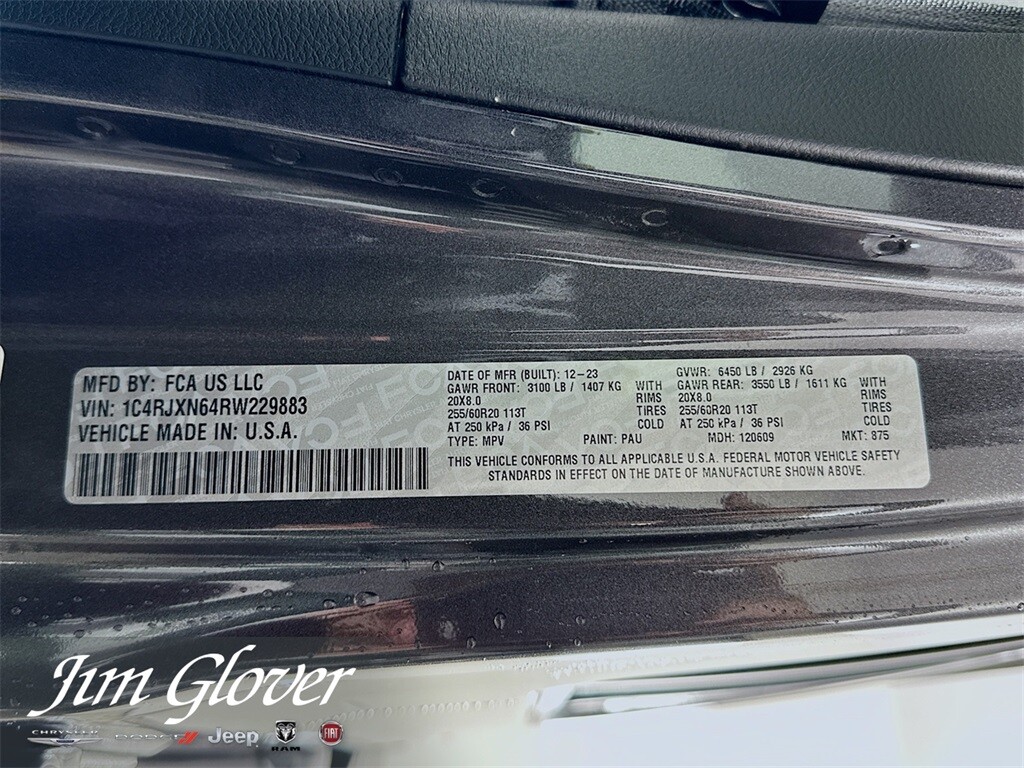 MFD BY: FCA US LLC
VIN: 1C4RJXN64RW229883
VEHICLE MADE IN: U.S.A.
DATE OF MFR (BUILT): 12-23 GVWR: 6450 LB / 2926 KG
GAWR FRONT: 3100 LB / 1407 KG WITH GAWR REAR: 3550 LB / 1611 KG WITH
20X8.0 RIMS 20X8.0 RIMS
255/60R20 113T TIRES 255/60R20 113T TIRES
AT 250 kPa / 36 PSI COLD AT 250 kPa / 36 PSI COLD
TYPE: MPV PAINT: PAU MDH: 120609 MKT: 875
THIS VEHICLE CONFORMS TO ALL APPLICABLE U.S.A. FEDERAL MOTOR VEHICLE SAFETY
STANDARDS IN EFFECT ON THE DATE OF MANUFACTURE SHOWN ABOVE.
Jim Glover
CHRYSLER DODGE Jeep RAM FIAT